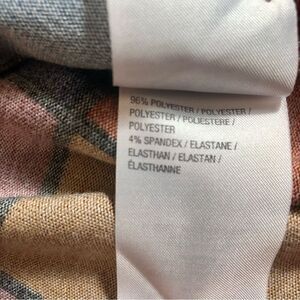 96% POLYESTER / POLYESTER /
POLYESTER / POLIESTERE /
POLYESTER
4% SPANDEX / ELASTANE /
ELASTHAN / ELASTAN /
ÉLASTHANNE